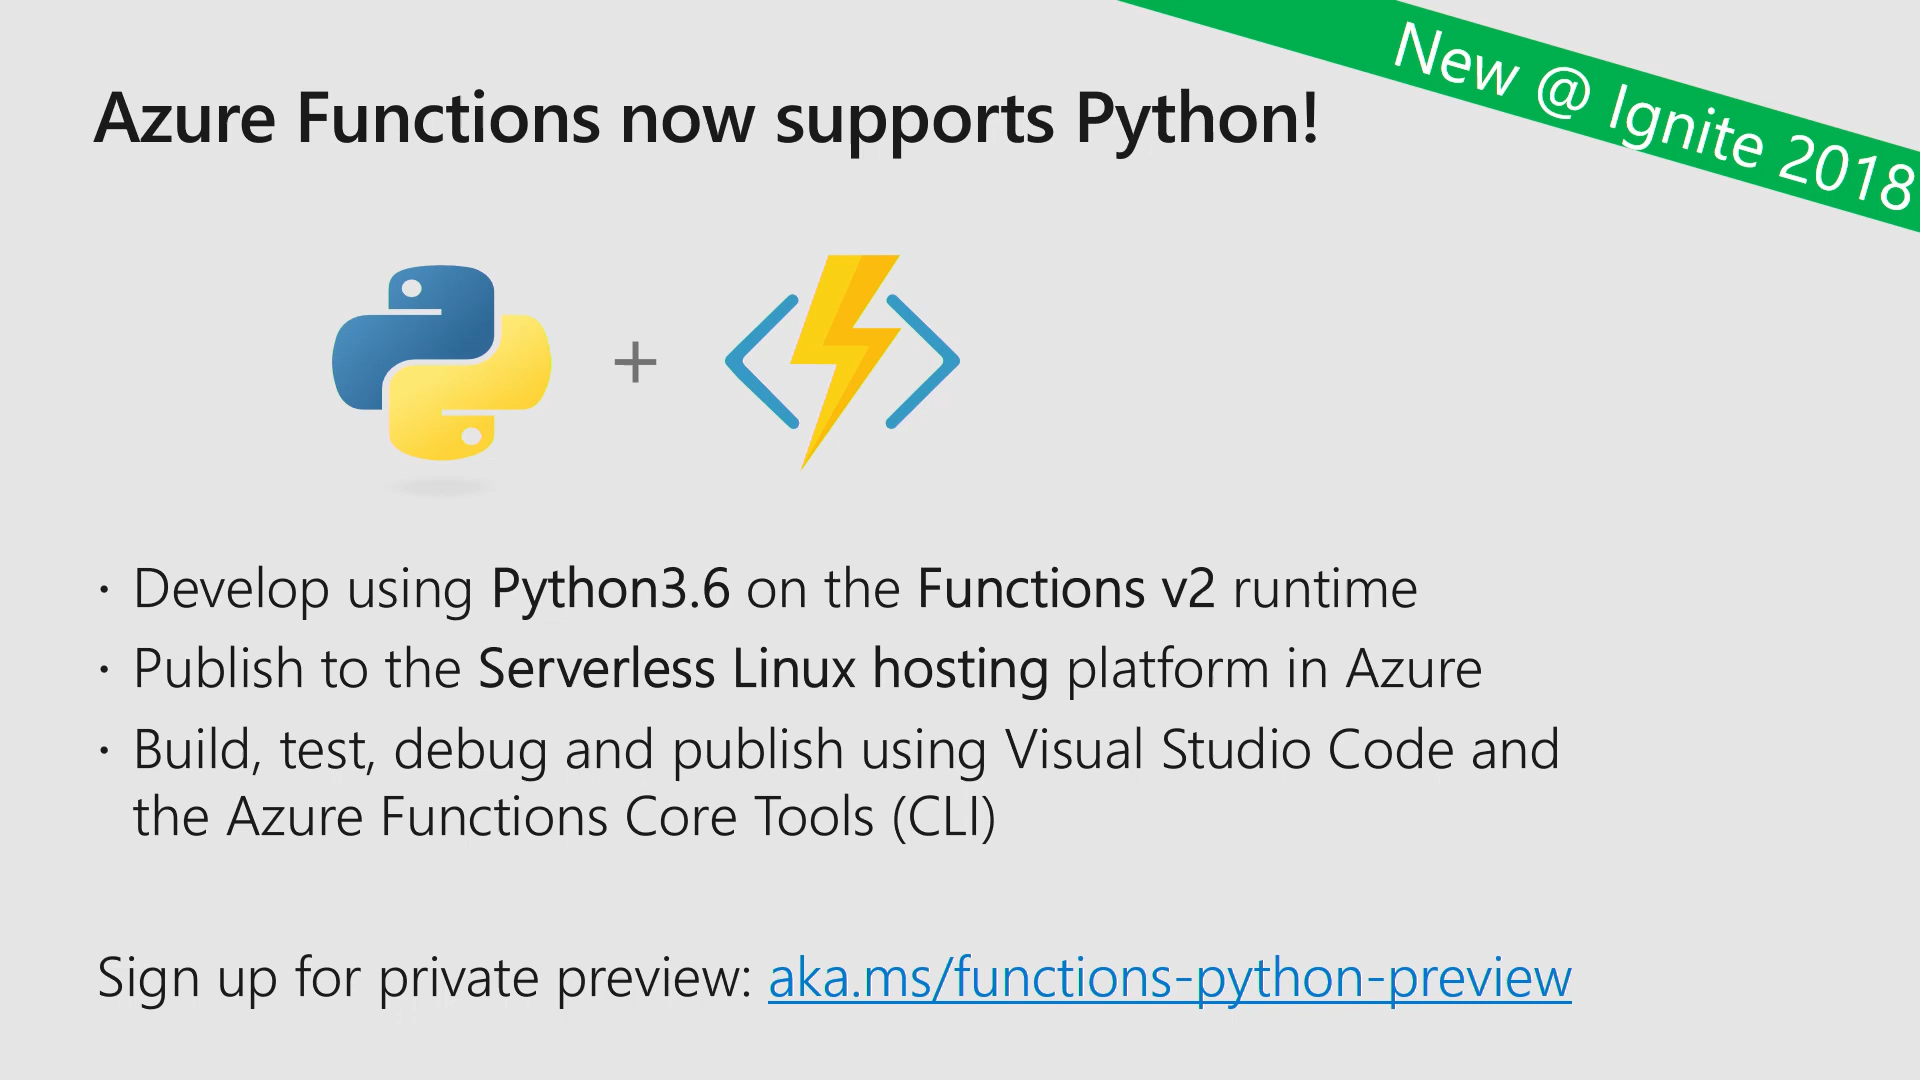 New @ Ignite 2018
Azure Functions now supports Python!
+
· Develop using Python3.6 on the Functions v2 runtime
· Publish to the Serverless Linux hosting platform in Azure
· Build, test, debug and publish using Visual Studio Code and
the Azure Functions Core Tools (CLI)
Sign up for private preview: aka.ms/functions-python-preview